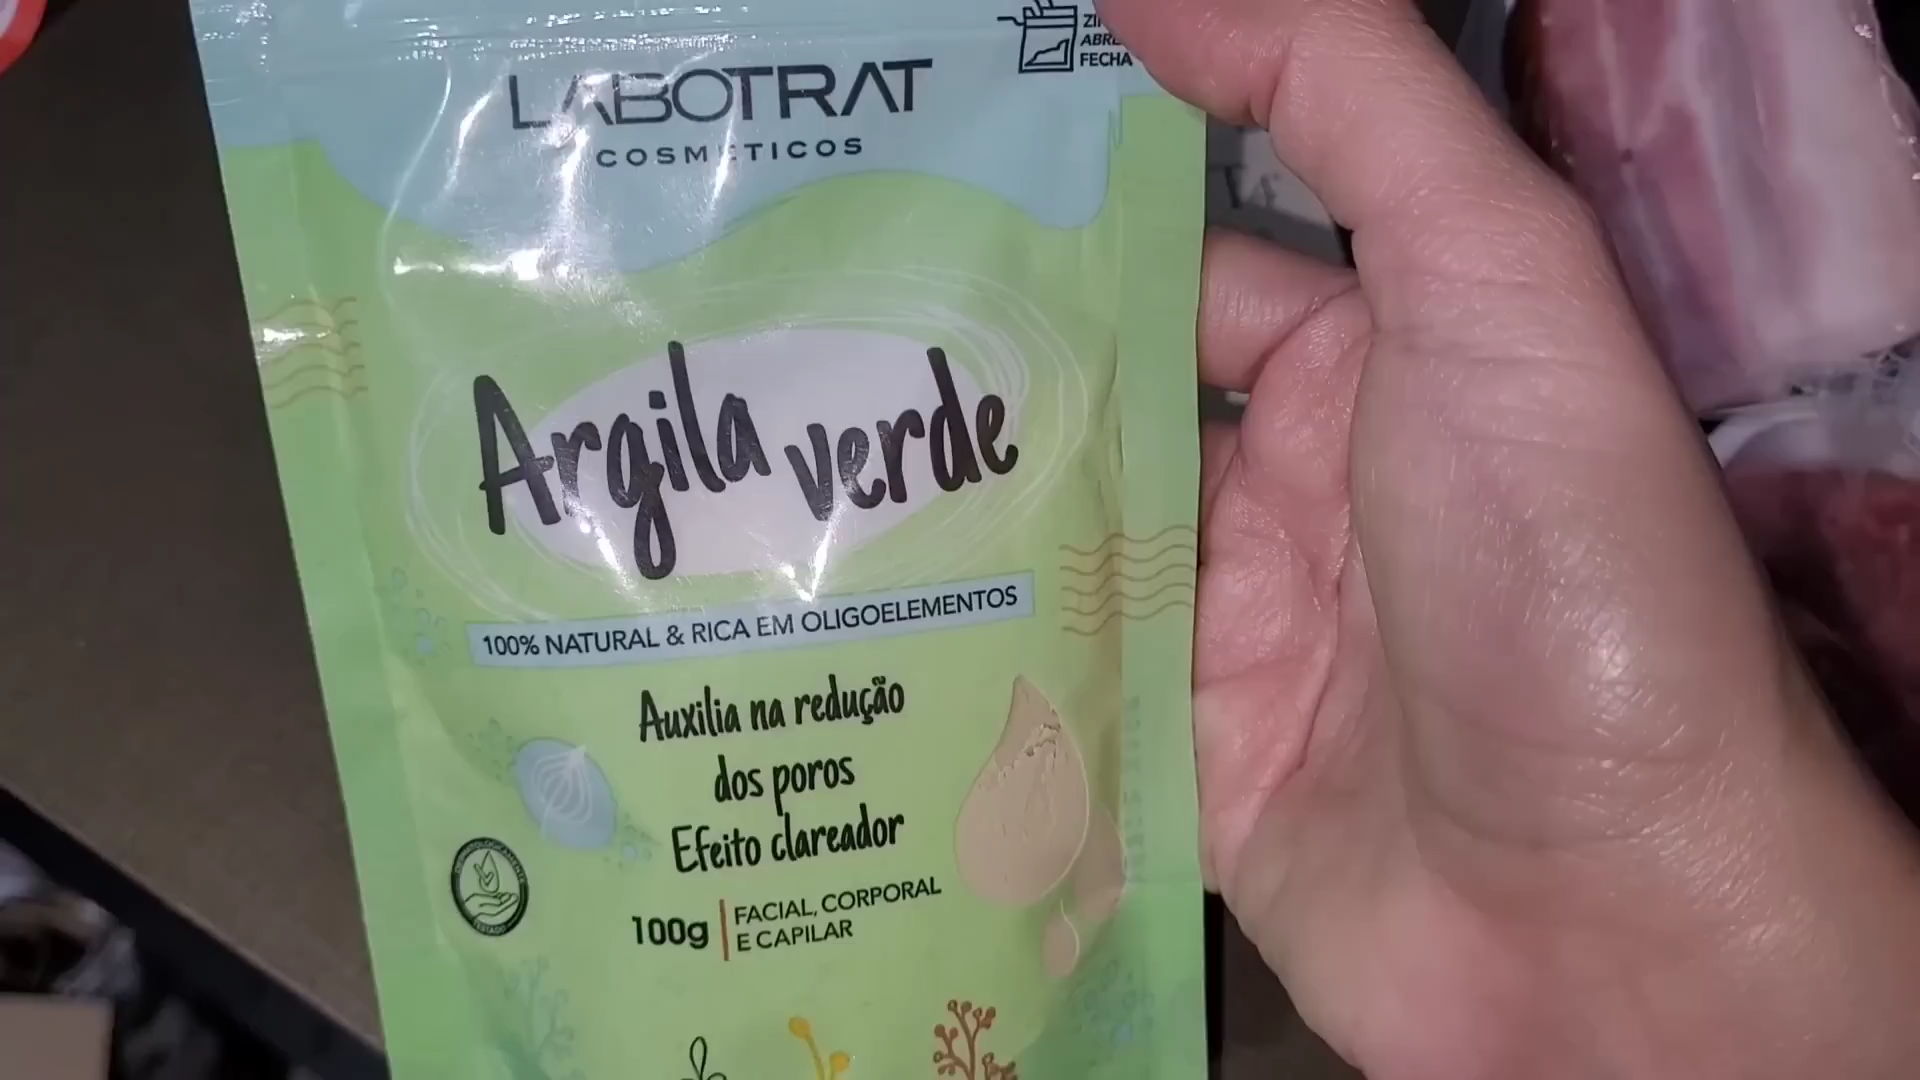 LABOTRAT
COSMETICOS
ABRE
FECHA
Argila verde
100% NATURAL & RICA EM OLIGOELEMENTOS
Auxilia na redução
dos poros
Efeito clareador
100g
FACIAL, CORPORAL
E CAPILAR